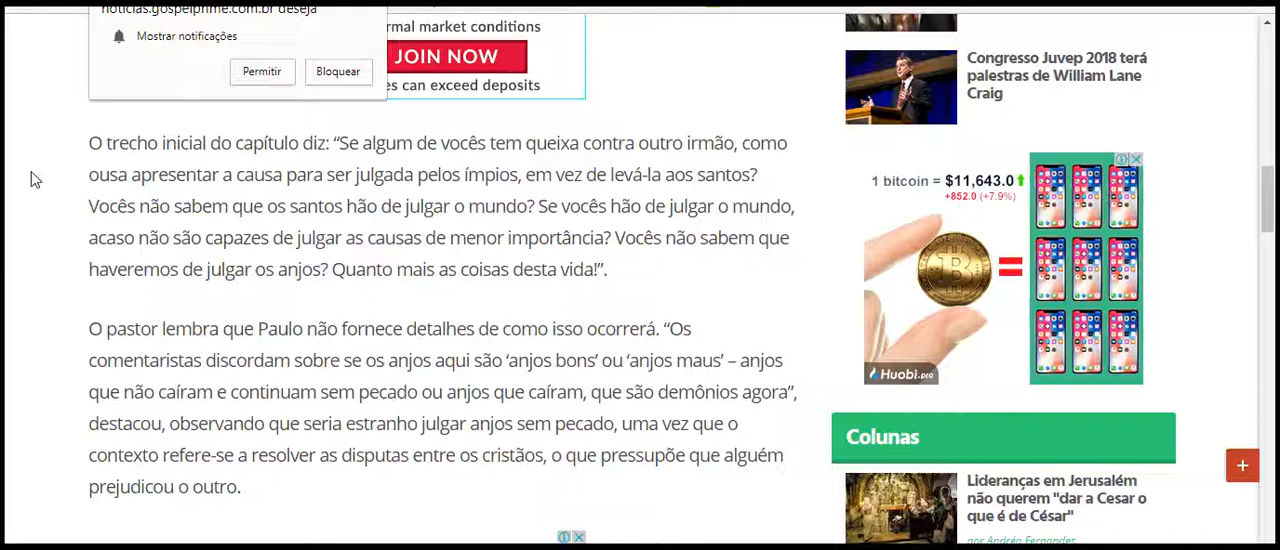 noticias.gospelprime.com.br deseja
Mostrar notificações
Permitir
Bloquear
rmal market conditions
JOIN NOW
es can exceed deposits
O trecho inicial do capítulo diz: “Se algum de vocês tem queixa contra outro irmão, como
ousa apresentar a causa para ser julgada pelos ímpios, em vez de levá-la aos santos?
Vocês não sabem que os santos hão de julgar o mundo? Se vocês hão de julgar o mundo,
acaso não são capazes de julgar as causas de menor importância? Vocês não sabem que
haveremos de julgar os anjos? Quanto mais as coisas desta vida!”.
O pastor lembra que Paulo não fornece detalhes de como isso ocorrerá. “Os
comentaristas discordam sobre se os anjos aqui são ‘anjos bons’ ou ‘anjos maus’ – anjos
que não caíram e continuam sem pecado ou anjos que caíram, que são demônios agora”,
destacou, observando que seria estranho julgar anjos sem pecado, uma vez que o
contexto refere-se a resolver as disputas entre os cristãos, o que pressupõe que alguém
prejudicou o outro.
Congresso Juvep 2018 terá
palestras de William Lane
Craig
1 bitcoin = $11,643.0
+852.0 (+7.9%)
Huobi.pro
Colunas
Lideranças em Jerusalém
não querem "dar a Cesar o
que é de César"
por Andréa Fernandes